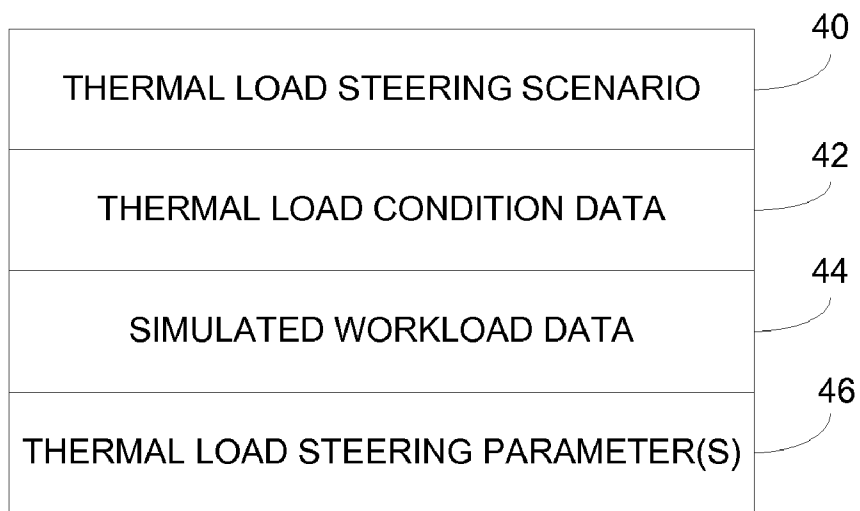 40
THERMAL LOAD STEERING SCENARIO
42
THERMAL LOAD CONDITION DATA
44
SIMULATED WORKLOAD DATA
46
THERMAL LOAD STEERING PARAMETER(S)